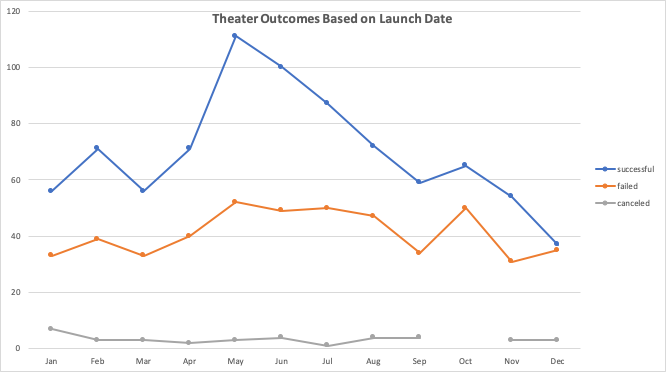 Theater Outcomes Based on Launch Date
120
100
80
60
40
20
0
Jan Feb Mar Apr May Jun Jul Aug Sep Oct Nov Dec
successful
failed
canceled